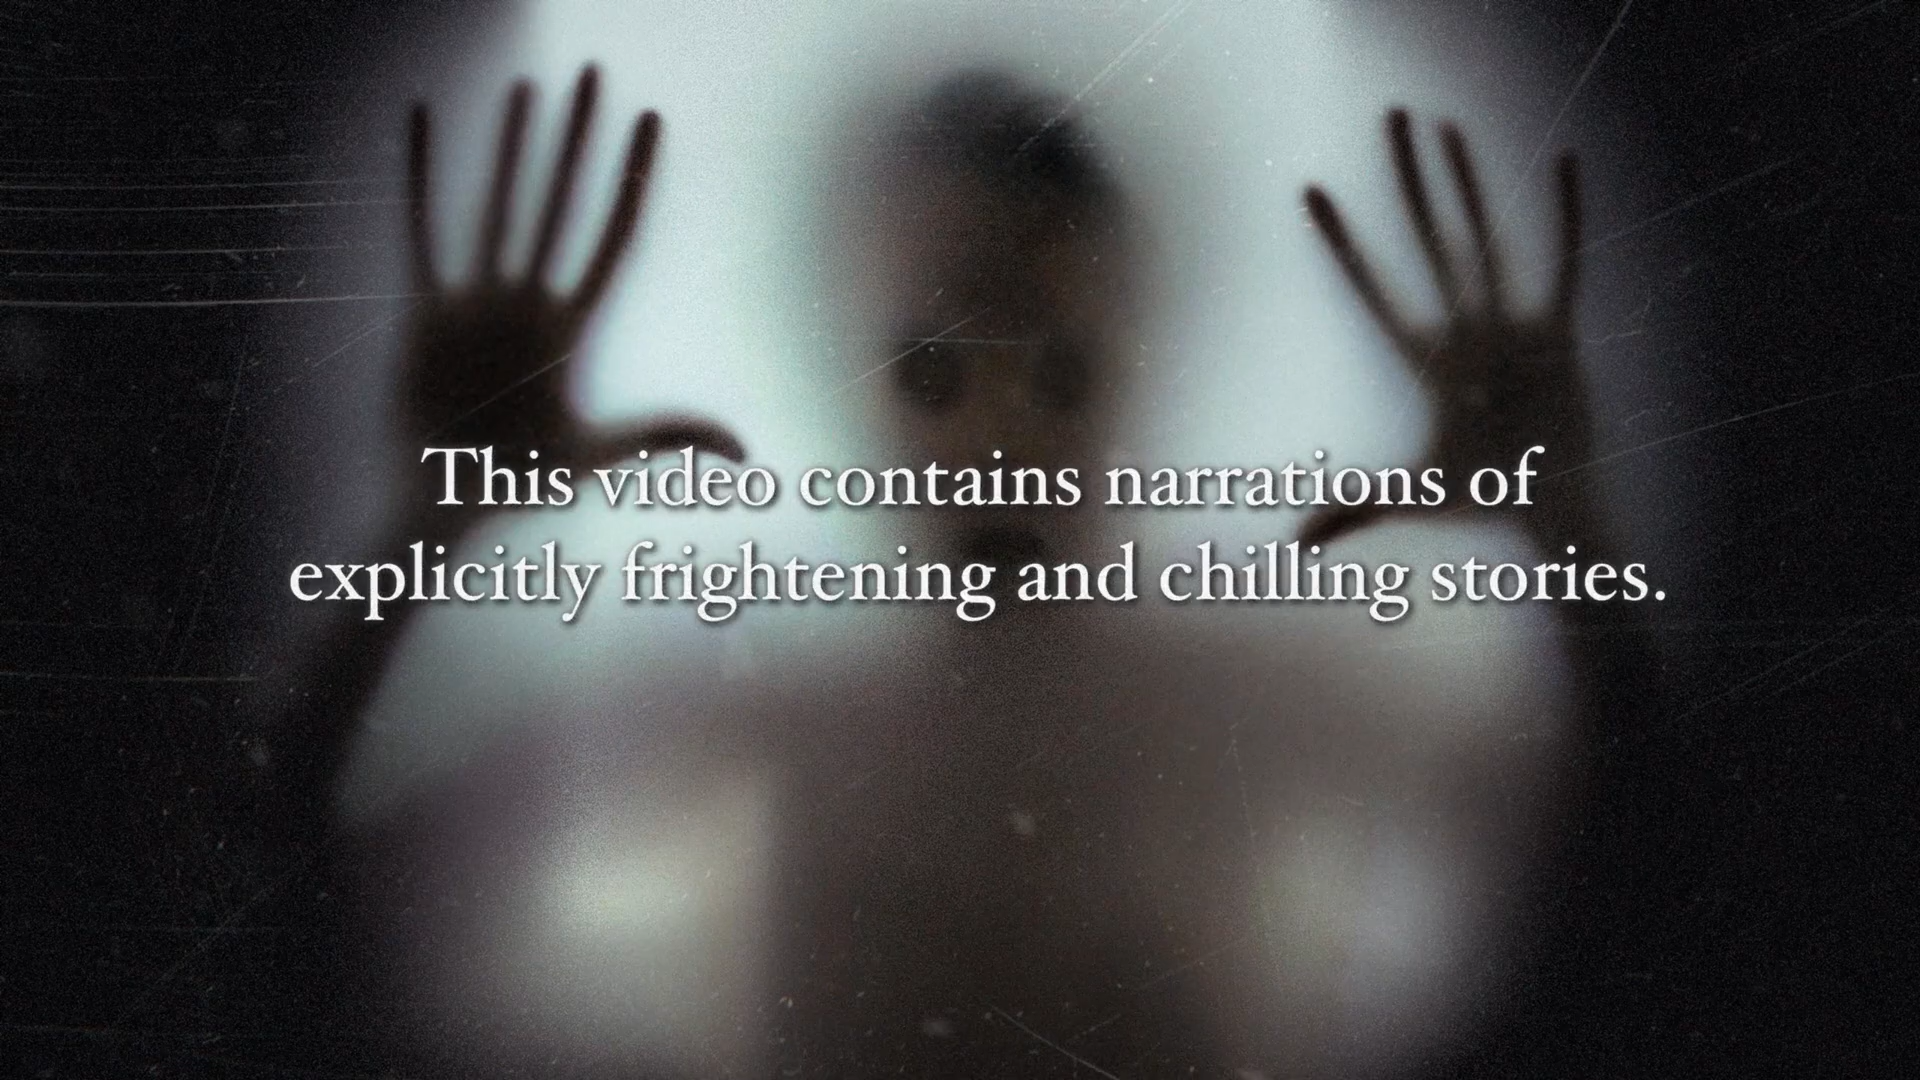 This video contains narrations of
explicitly frightening and chilling stories.